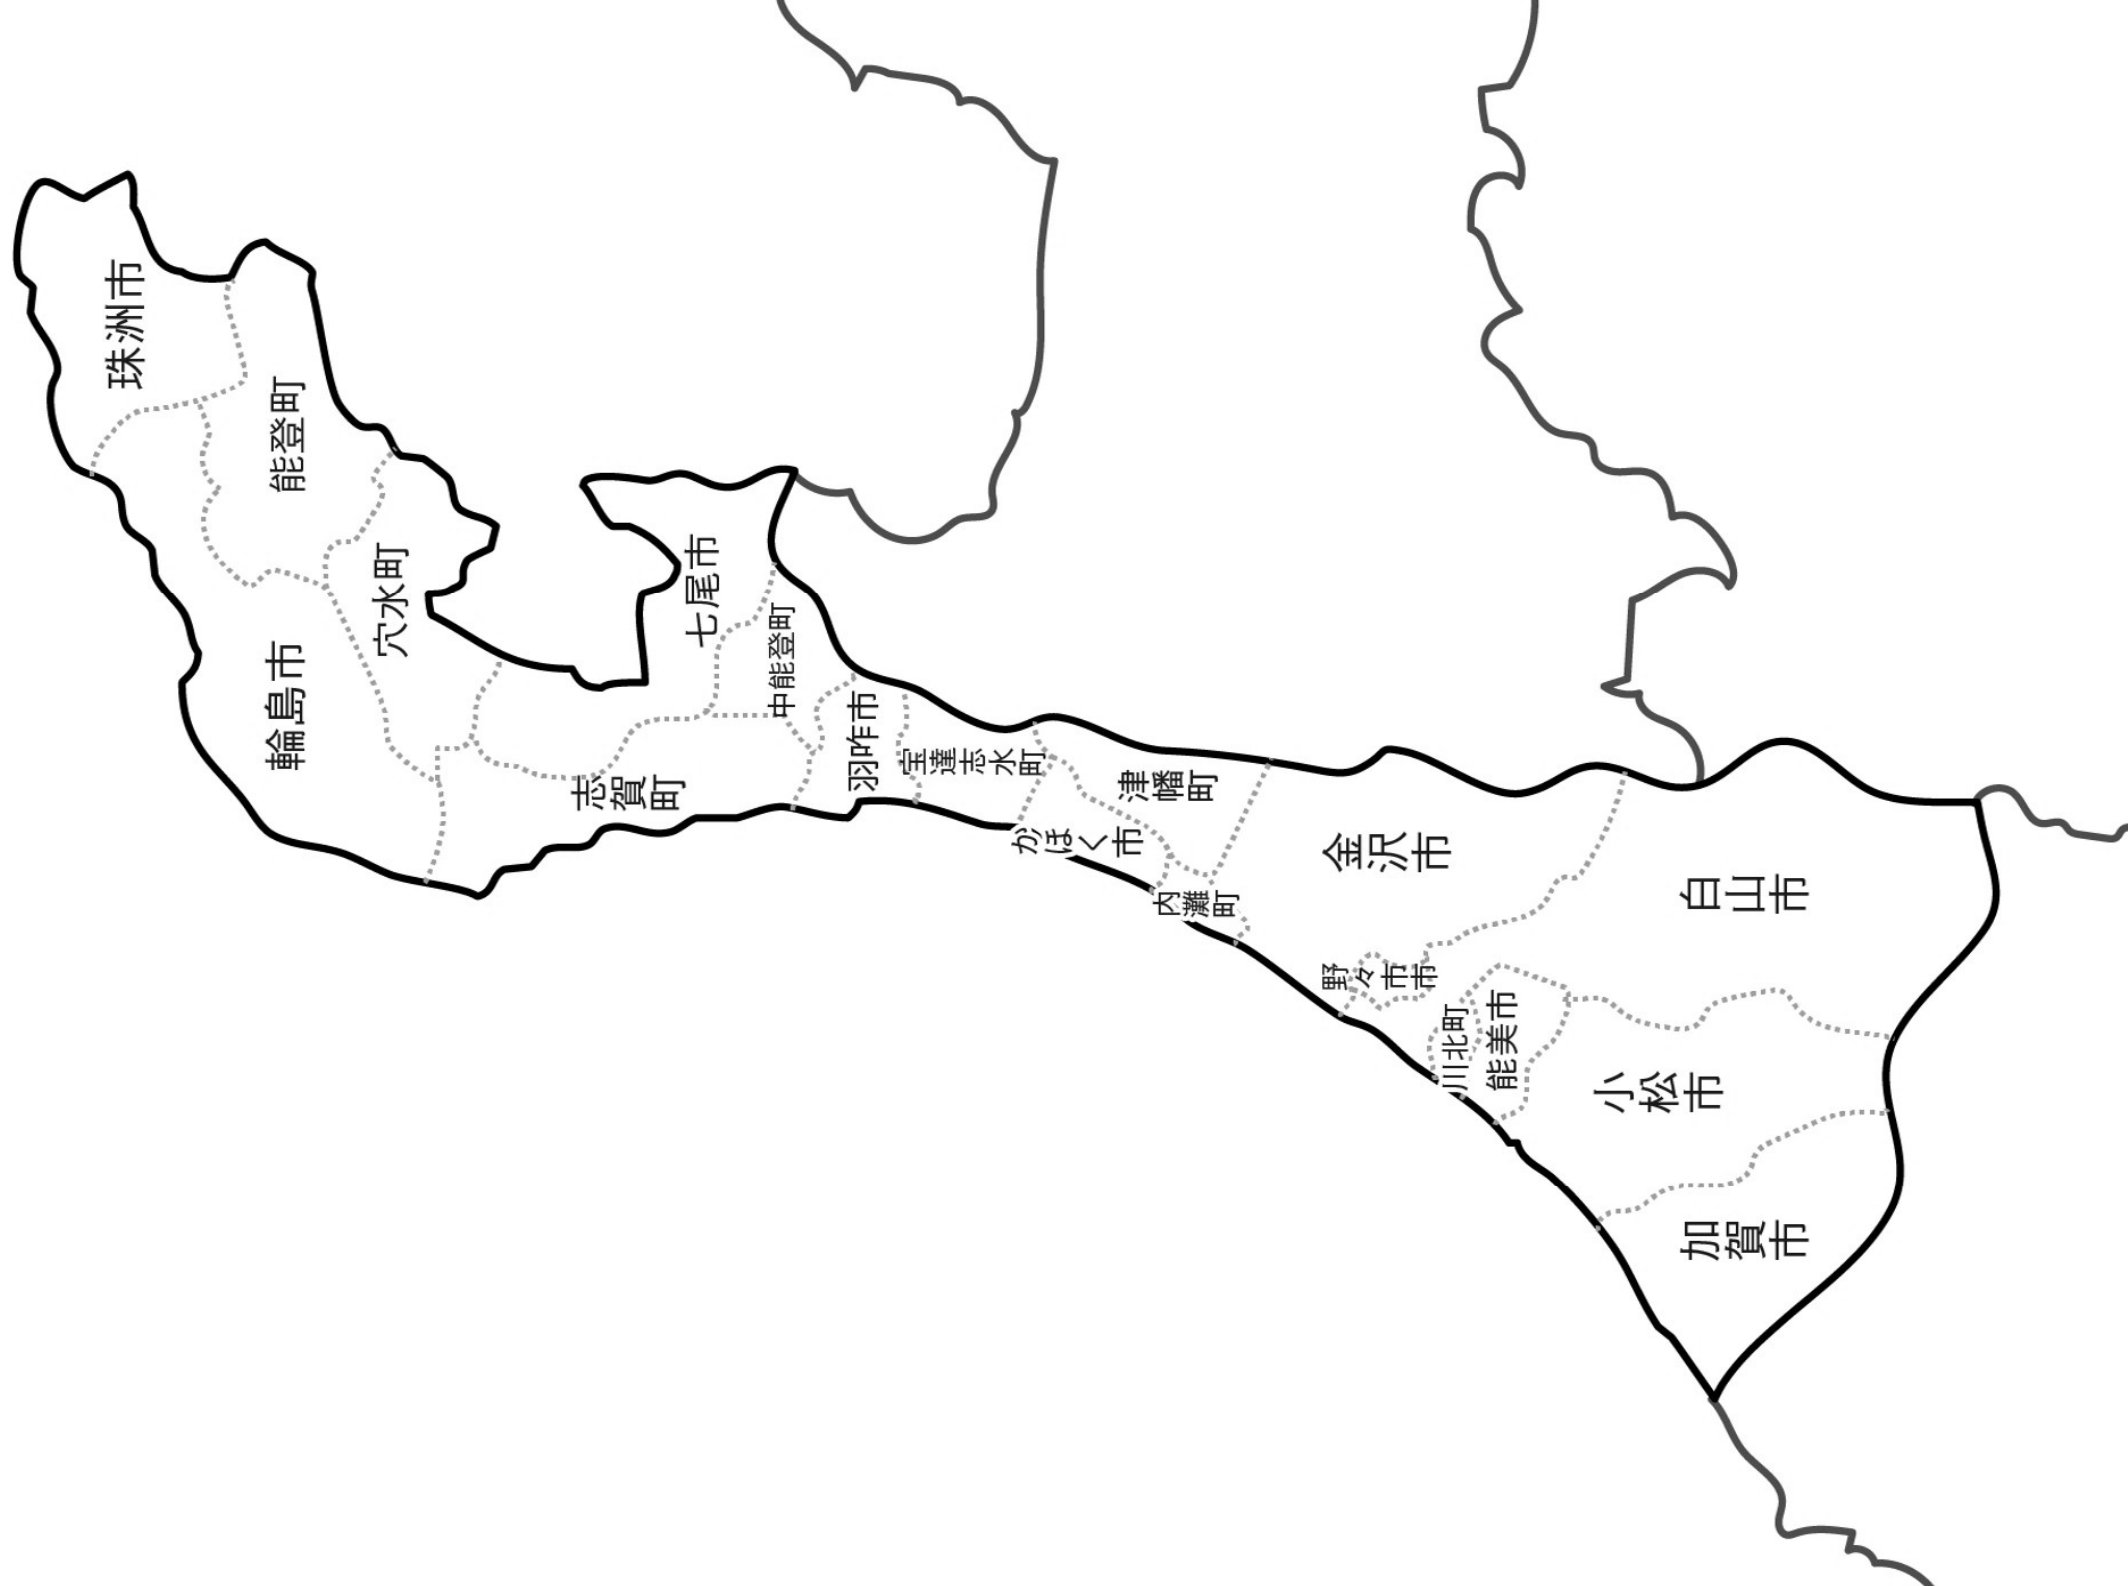 珠洲市
能登町
輪島市
穴水町
七尾市
中能登町
志賀町
羽咋市
宝達志水町
かほく市
津幡町
内灘町
金沢市
野々市市
白山市
川北町
能美市
小松市
加賀市